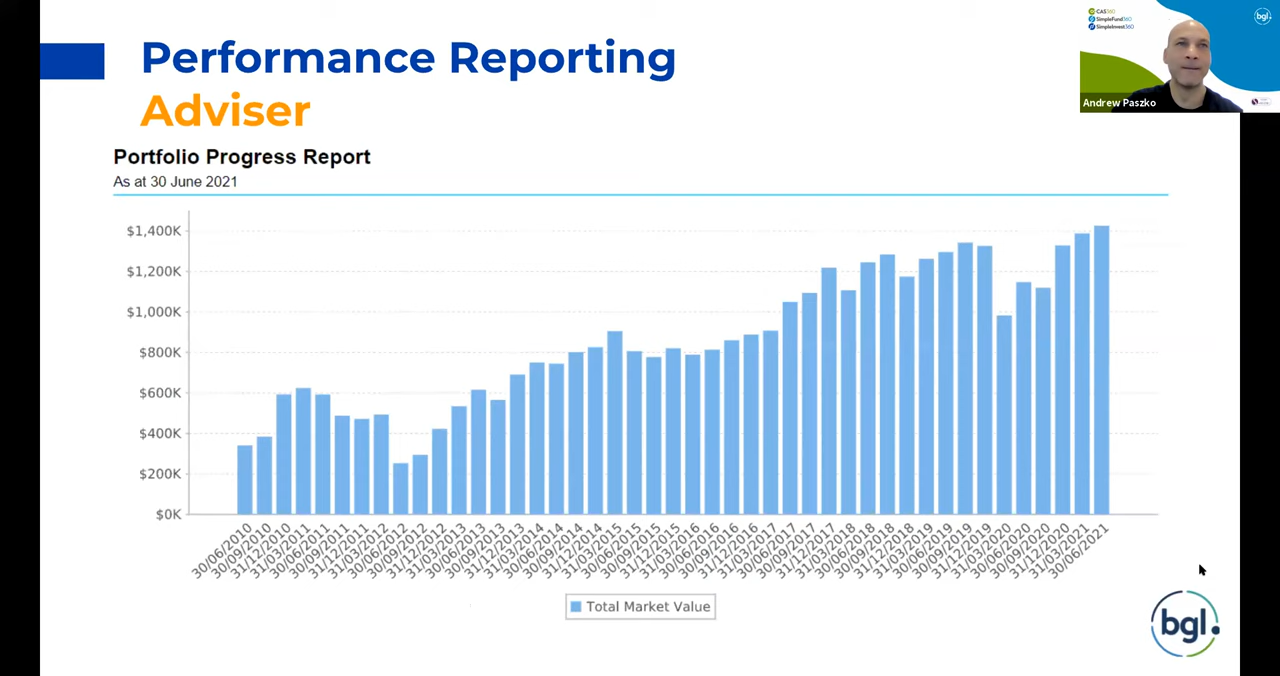 Performance Reporting
Adviser
CAS360
SimpleFund360
SimpleInvest360
bgl.
Andrew Paszko
Portfolio Progress Report
As at 30 June 2021
$1,400K
$1,200K
$1,000K
$800K
$600K
$400K
$200K
$0K
30/06/2010
30/09/2010
31/12/2010
31/03/2011
30/06/2011
30/09/2011
31/12/2011
31/03/2012
30/06/2012
30/09/2012
31/12/2012
31/03/2013
30/06/2013
30/09/2013
31/12/2013
31/03/2014
30/06/2014
30/09/2014
31/12/2014
31/03/2015
30/06/2015
30/09/2015
31/12/2015
31/03/2016
30/06/2016
30/09/2016
31/12/2016
31/03/2017
30/06/2017
30/09/2017
31/12/2017
31/03/2018
30/06/2018
30/09/2018
31/12/2018
31/03/2019
30/06/2019
30/09/2019
31/12/2019
31/03/2020
30/06/2020
30/09/2020
31/12/2020
31/03/2021
30/06/2021
Total Market Value
bgl.